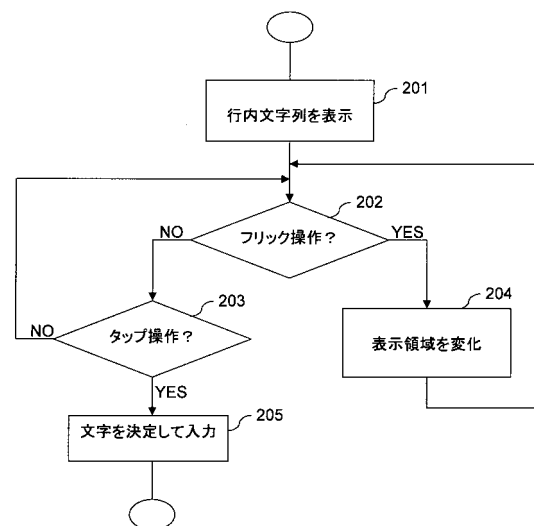 201
行内文字列を表示
202
フリック操作？
NO
YES
203
タップ操作？
NO
YES
204
表示領域を変化
205
文字を決定して入力